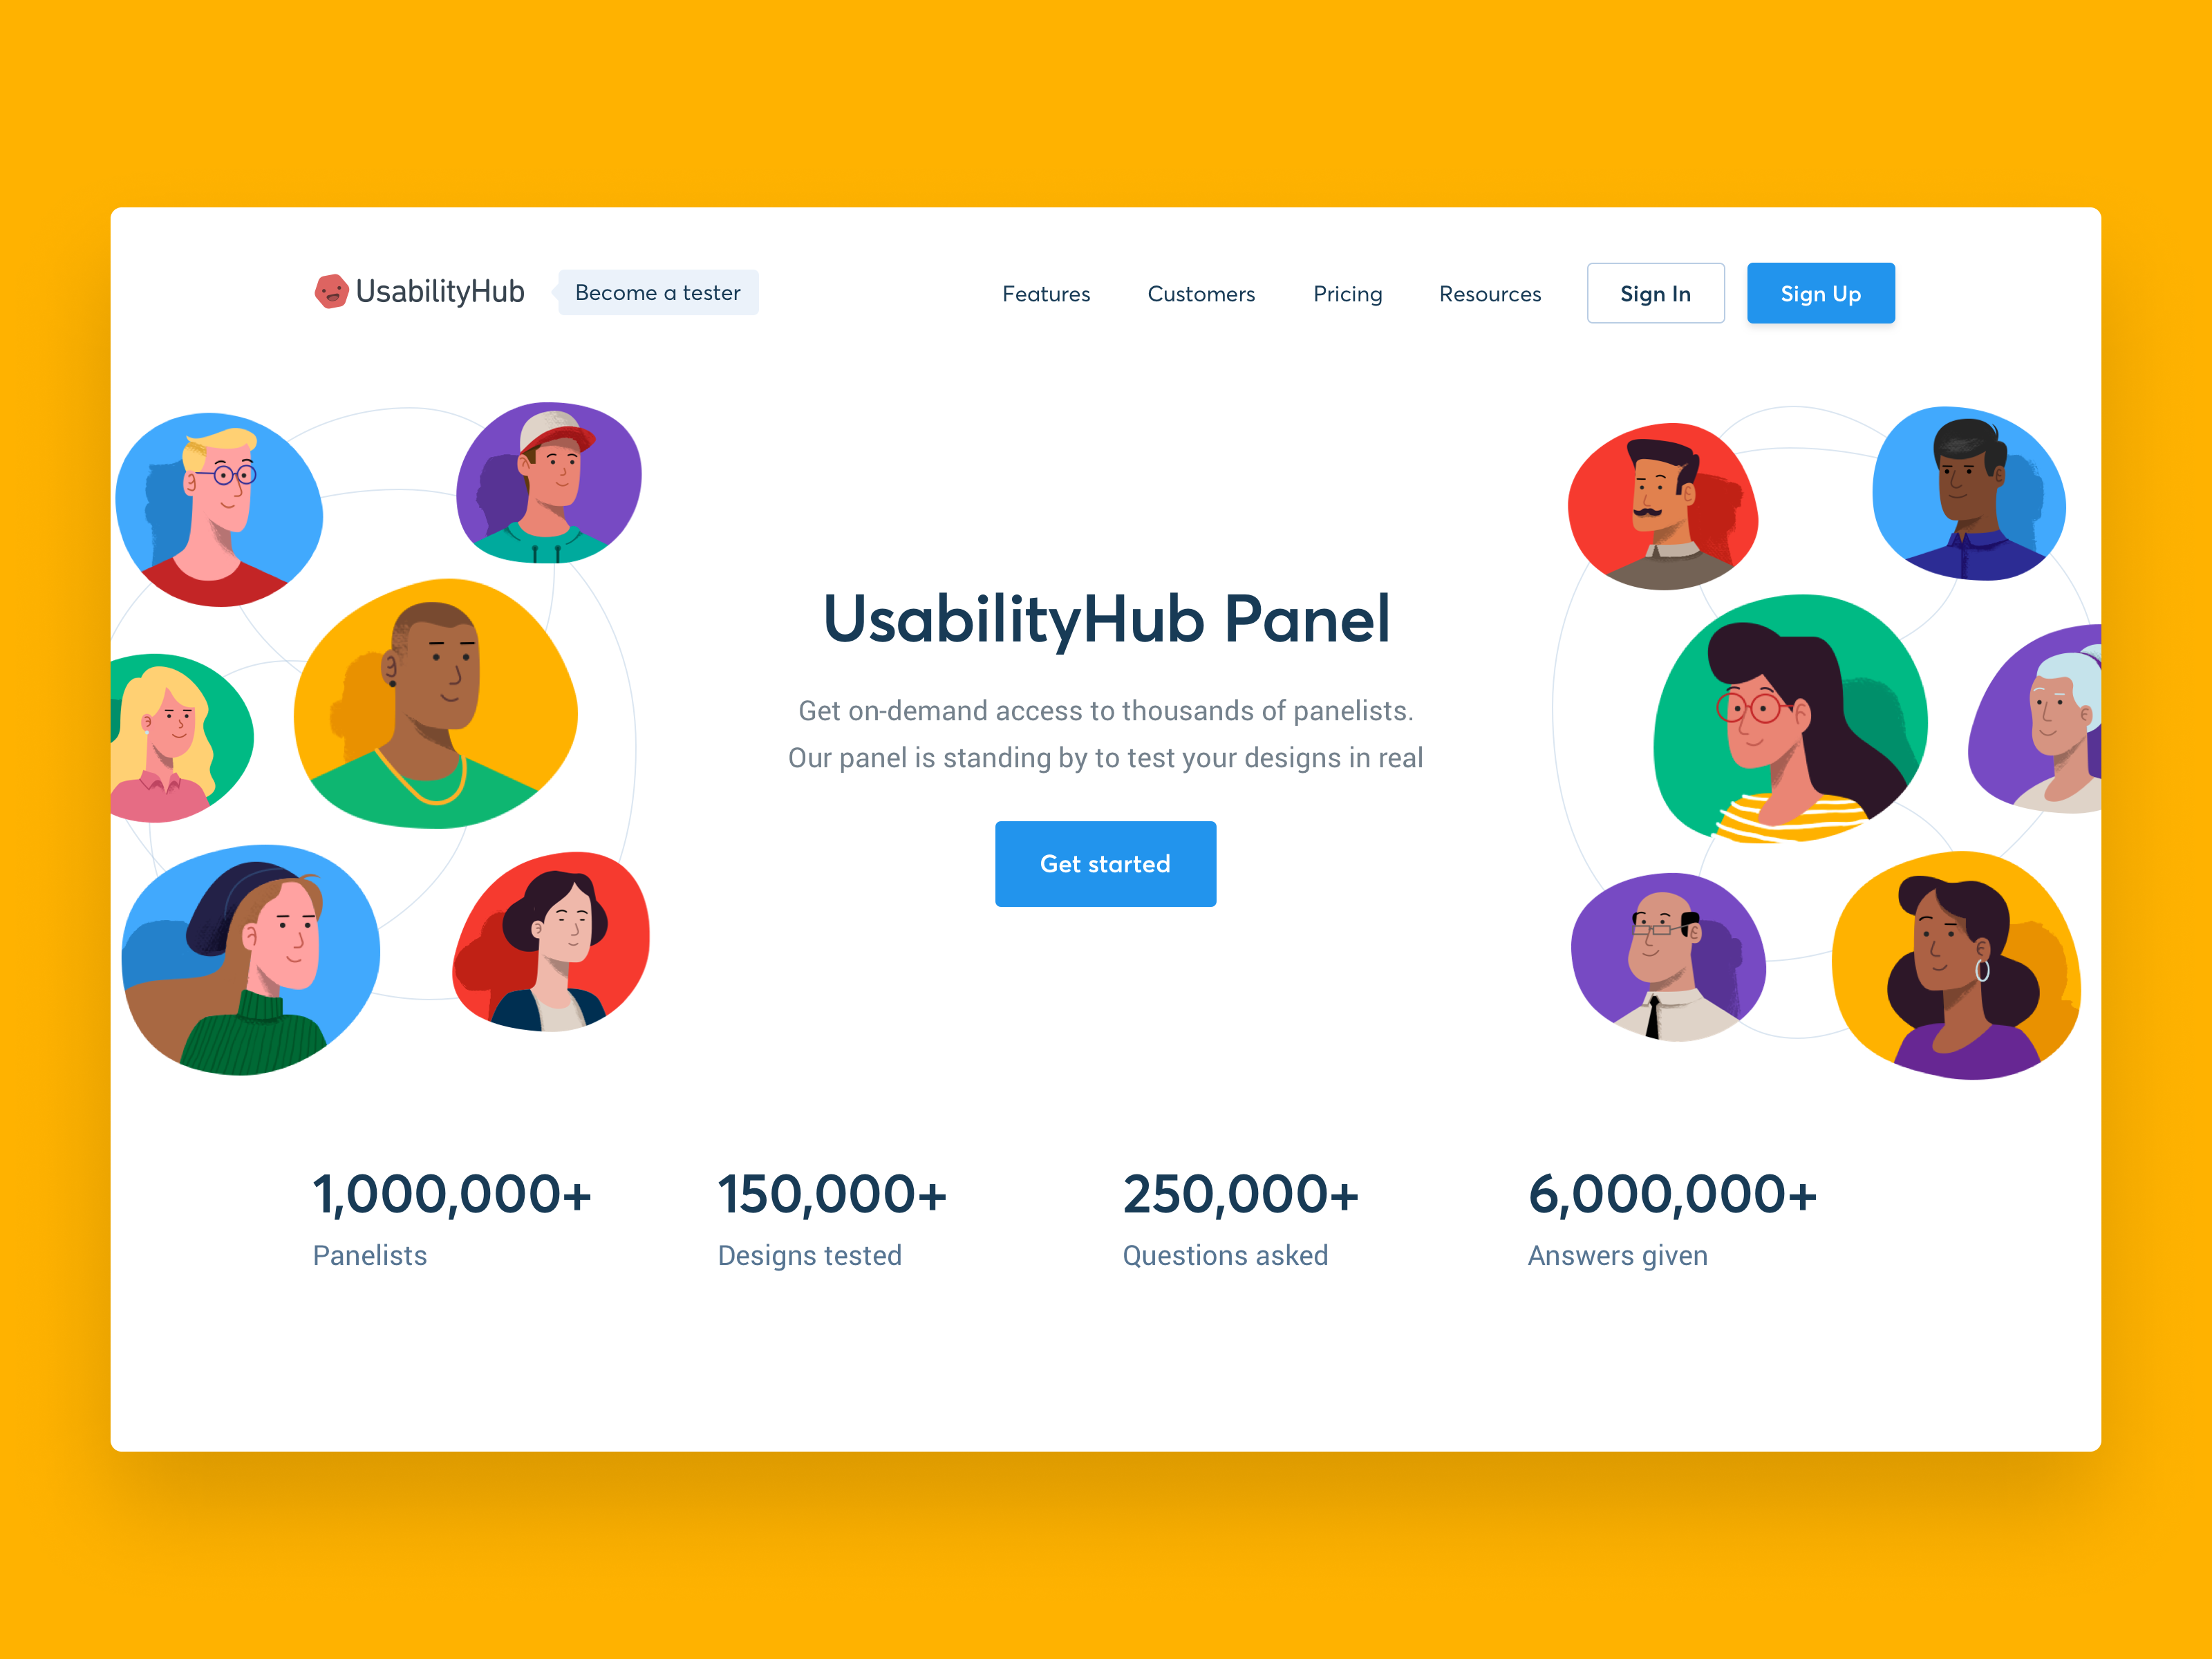 UsabilityHub
Become a tester
Features
Customers
Pricing
Resources
Sign In
Sign Up
UsabilityHub Panel
Get on-demand access to thousands of panelists.
Our panel is standing by to test your designs in real
Get started
1,000,000+
Panelists
150,000+
Designs tested
250,000+
Questions asked
6,000,000+
Answers given